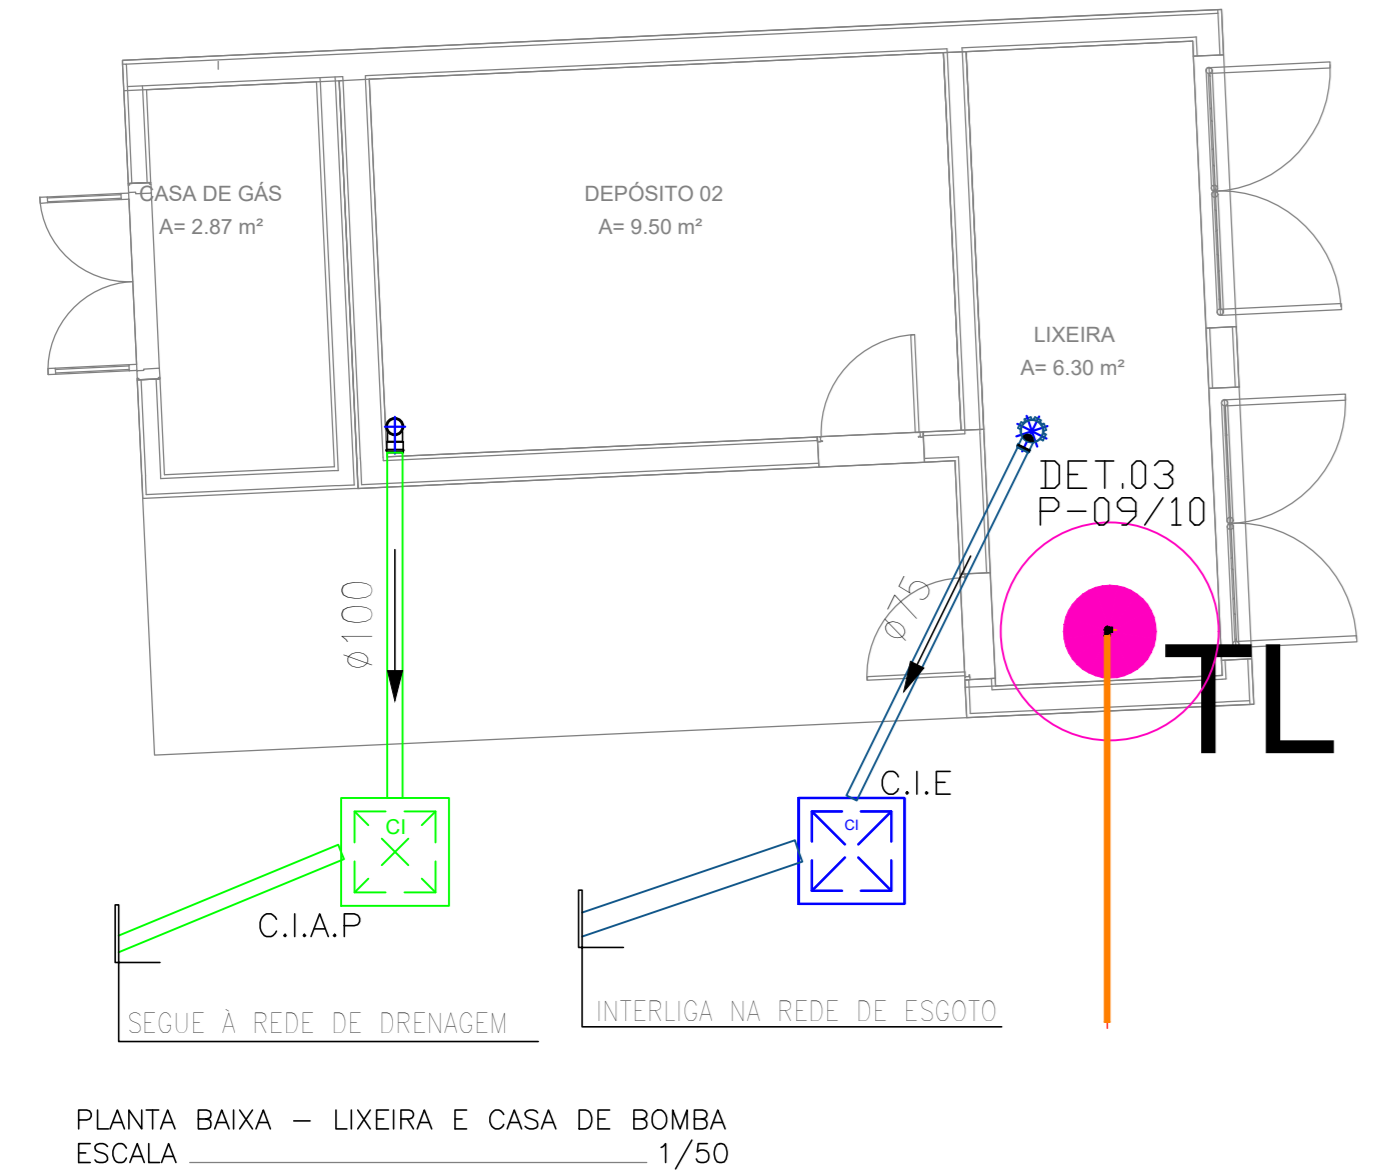 CASA DE GÁS
A= 2.87 m²
DEPÓSITO 02
A= 9.50 m²
LIXEIRA
A= 6.30 m²
DET.03
P-09/10
ø100
ø75
TL
C.I.E
CI
CI
C.I.A.P
SEGUE À REDE DE DRENAGEM
INTERLIGA NA REDE DE ESGOTO
PLANTA BAIXA – LIXEIRA E CASA DE BOMBA
ESCALA 1/50